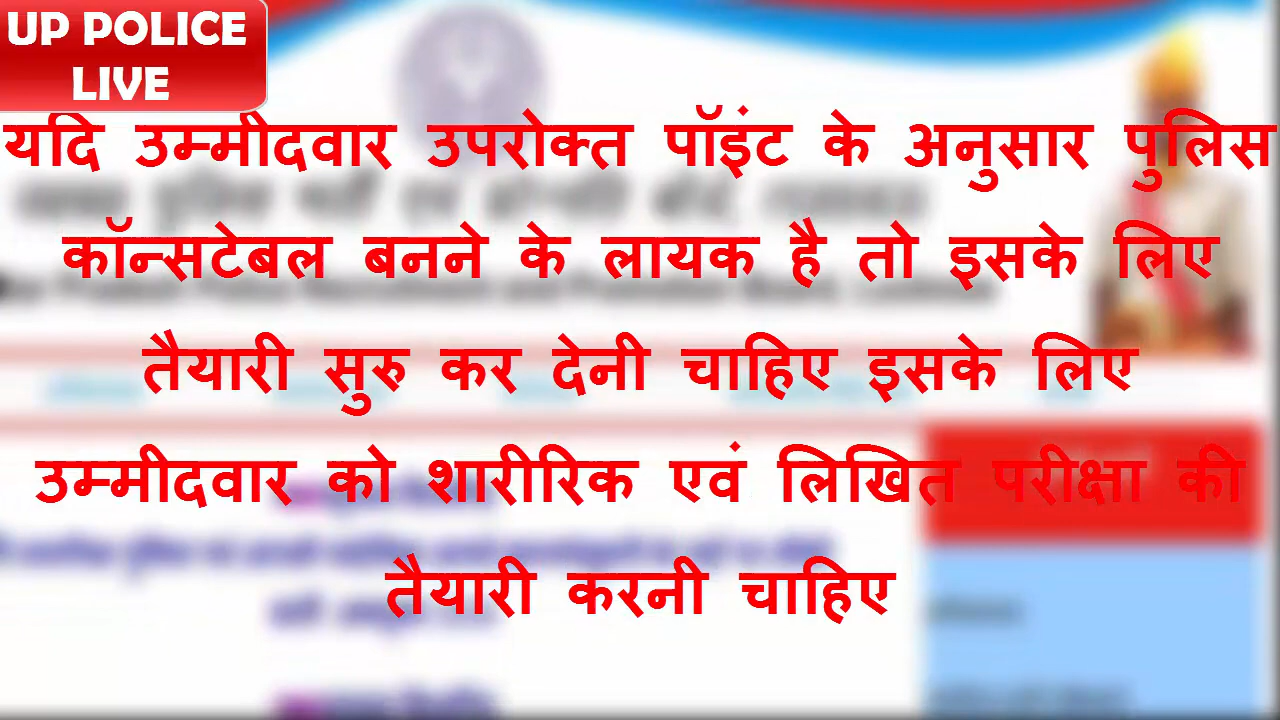 UP POLICE
LIVE
यदि उम्मीदवार उपरोक्त पॉइंट के अनुसार पुलिस
कॉन्सटेबल बनने के लायक है तो इसके लिए
तैयारी सुरु कर देनी चाहिए इसके लिए
उम्मीदवार को शारीरिक एवं लिखित परीक्षा की
तैयारी करनी चाहिए